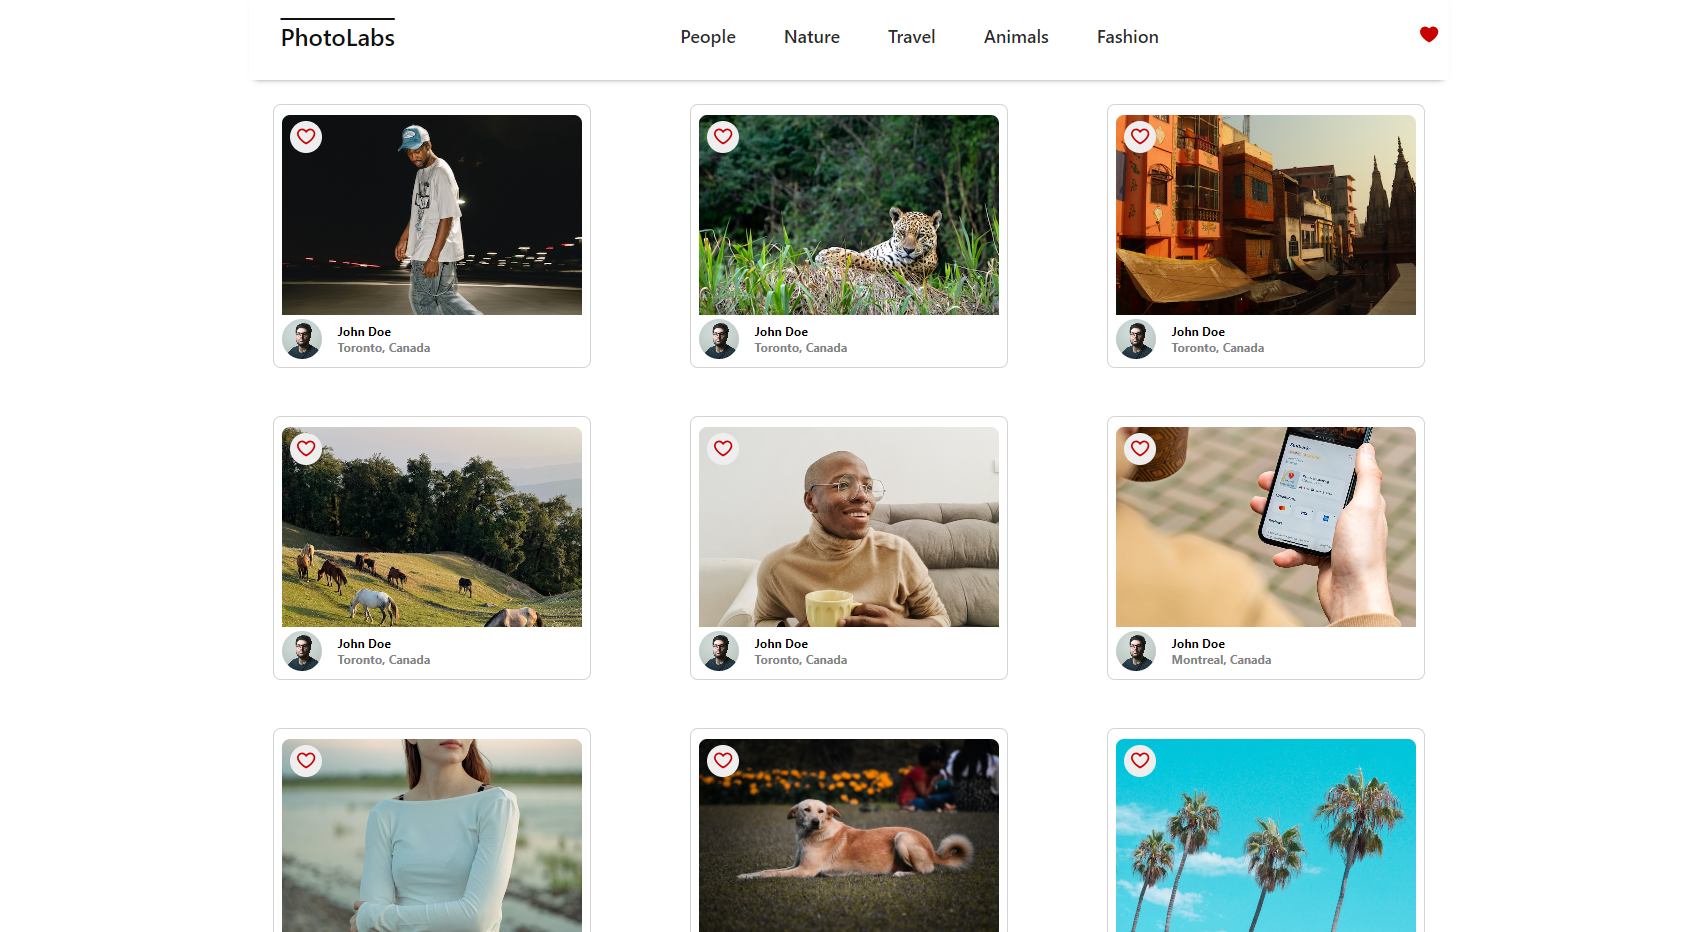 PhotoLabs
People
Nature
Travel
Animals
Fashion
John Doe
Toronto, Canada
John Doe
Toronto, Canada
John Doe
Toronto, Canada
John Doe
Toronto, Canada
John Doe
Toronto, Canada
John Doe
Montreal, Canada